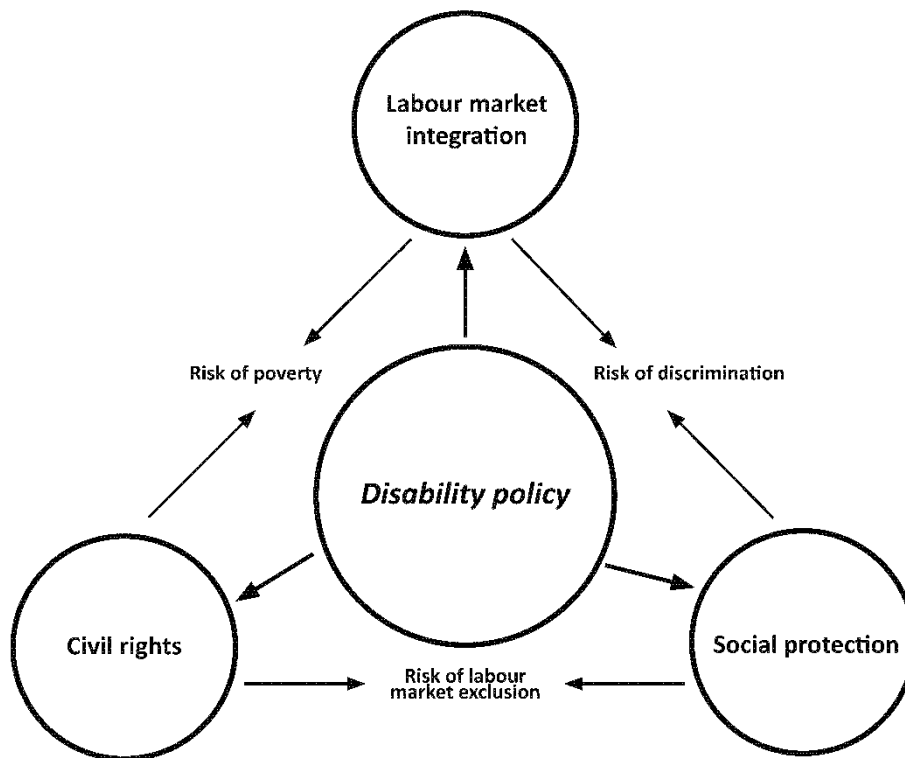 Labour market
integration
Risk of poverty
Risk of discrimination
Disability policy
Civil rights
Social protection
Risk of labour
market exclusion